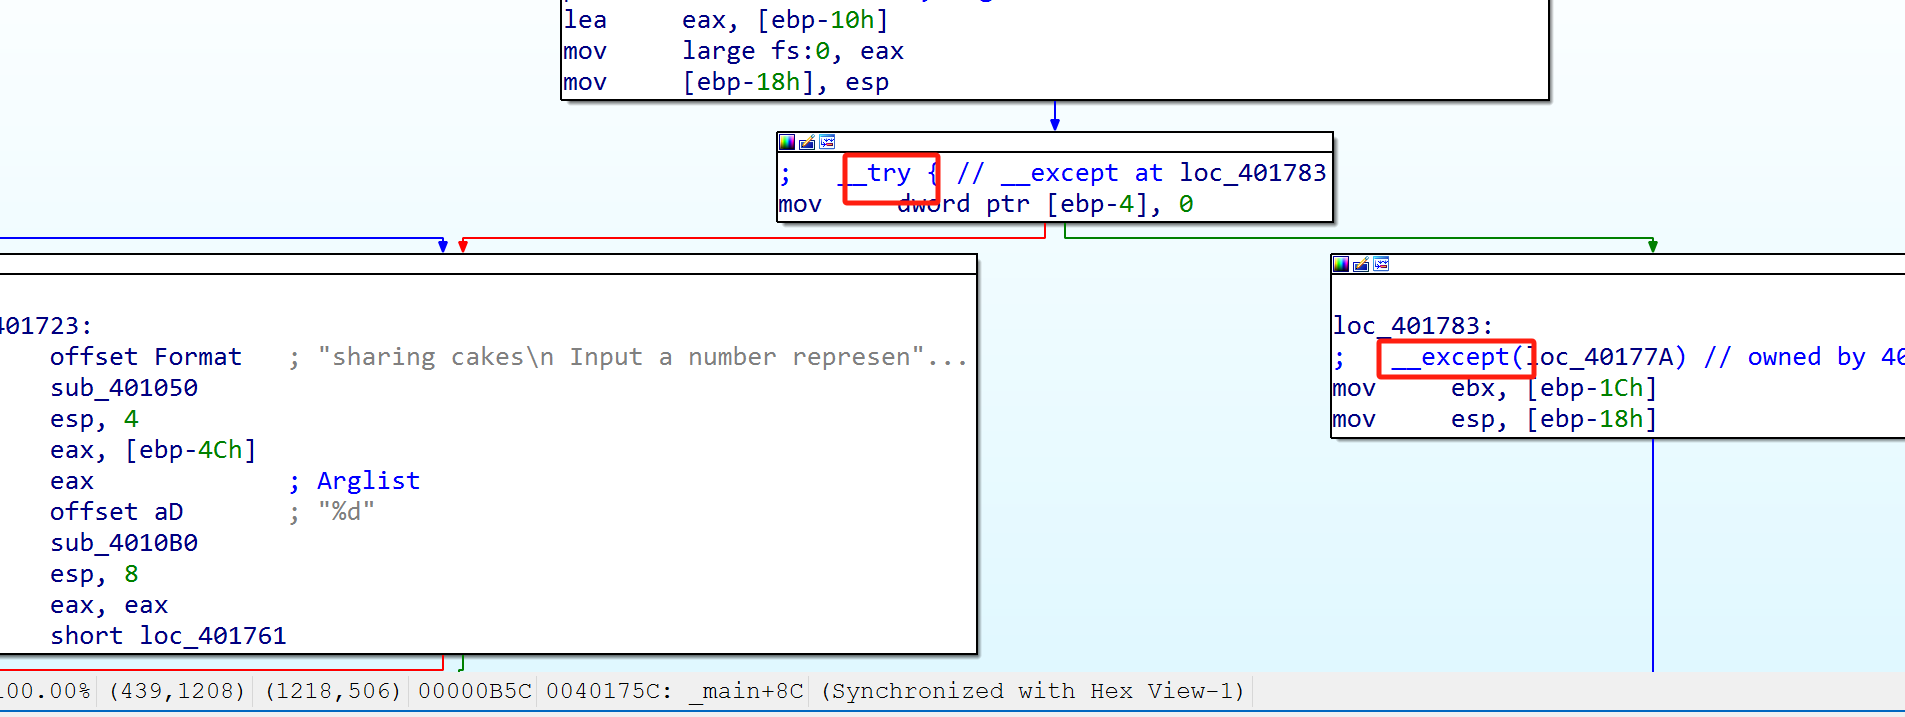 lea     eax, [ebp-10h]
mov     large fs:0, eax
mov     [ebp-18h], esp
;   __try { // __except at loc_401783
mov     dword ptr [ebp-4], 0
401723:
offset Format   ; "sharing cakes\n Input a number represen"...
sub_401050
esp, 4
eax, [ebp-4Ch]
eax             ; Arglist
offset aD       ; "%d"
sub_4010B0
esp, 8
eax, eax
short loc_401761
loc_401783:
;   __except(loc_40177A) // owned by 40
mov     ebx, [ebp-1Ch]
mov     esp, [ebp-18h]
100.00% (439,1208) (1218,506) 00000B5C 0040175C: _main+8C (Synchronized with Hex View-1)